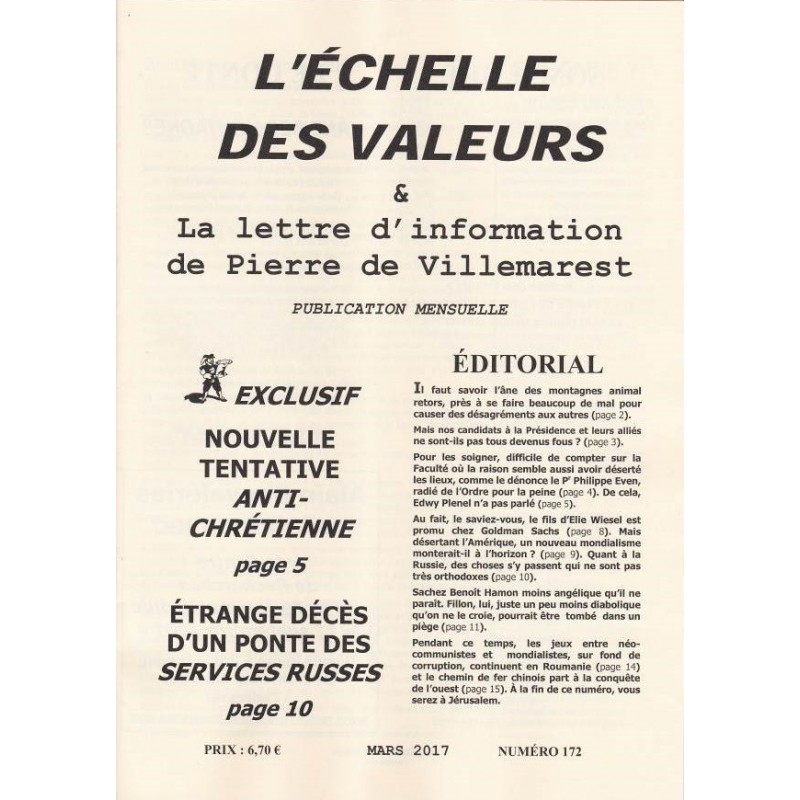 L'ÉCHELLE
DES VALEURS
&
La lettre d'information
de Pierre de Villemarest
PUBLICATION MENSUELLE
EXCLUSIF
NOUVELLE
TENTATIVE
ANTI-
CHRÉTIENNE
page 5
ÉTRANGE DÉCÈS
D'UN PONTE DES
SERVICES RUSSES
page 10
ÉDITORIAL
Il faut savoir l'âne des montagnes animal
retors, près à se faire beaucoup de mal pour
causer des désagréments aux autres (page 2).
Mais nos candidats à la Présidence et leurs alliés
ne sont-ils pas tous devenus fous ? (page 3).
Pour les soigner, difficile de compter sur la
Faculté où la raison semble aussi avoir déserté
les lieux, comme le dénonce le Pr Philippe Even,
radié de l'Ordre pour la peine (page 4). De cela,
Edwy Plenel n'a pas parlé (page 5).
Au fait, le saviez-vous, le fils d'Elie Wiesel est
promu chez Goldman Sachs (page 8). Mais
désertant l'Amérique, un nouveau mondialisme
monterait-il à l'horizon ? (page 9). Quant à la
Russie, des choses s'y passent qui ne sont pas
très orthodoxes (page 10).
Sachez Benoît Hamon moins angélique qu'il ne
paraît. Fillon, lui, juste un peu moins diabolique
qu'on ne le croie, pourrait être tombé dans un
piège (page 11).
Pendant ce temps, les jeux entre néo-
communistes et mondialistes, sur fond de
corruption, continuent en Roumanie (page 14)
et le chemin de fer chinois part à la conquête
de l'ouest (page 15). À la fin de ce numéro, vous
serez à Jérusalem.
PRIX : 6,70 € MARS 2017 NUMÉRO 172